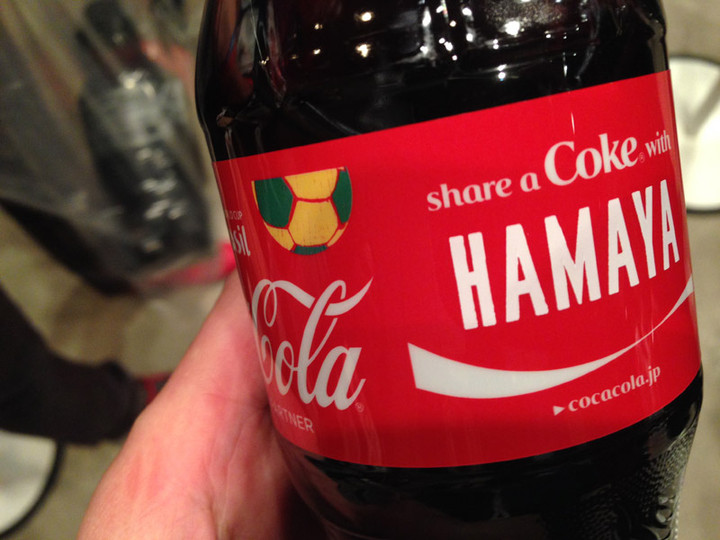 Cola
share a Coke with
HAMAYA
▶cocacola.jp